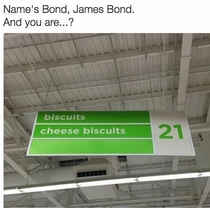 Name's Bond, James Bond.
And you are...?
biscuits
cheese biscuits
21